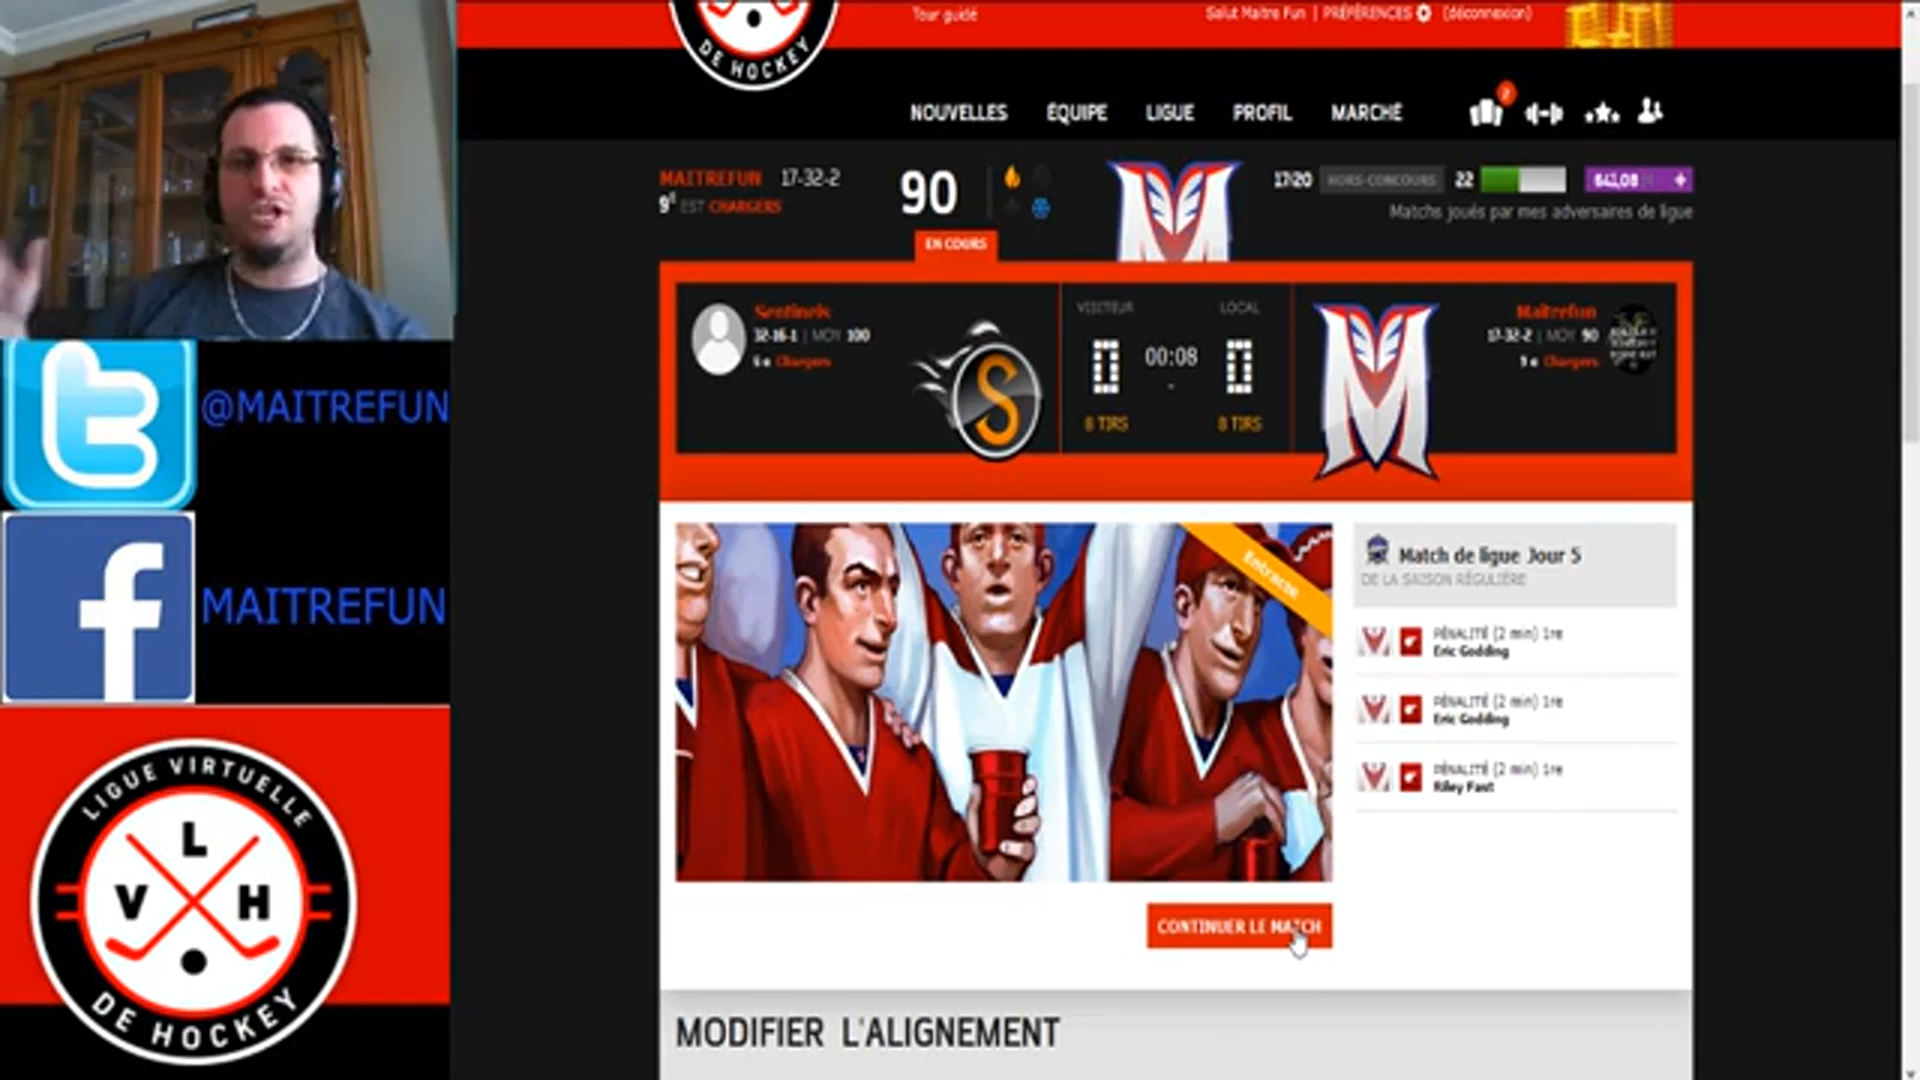 Tour guidé
Salut Maitre Fun | PRÉFÉRENCES (déconnexion)
DE HOCKEY
NOUVELLES ÉQUIPE LIGUE PROFIL MARCHÉ
2
MAITREFUN 17-32-2
9e EST CHARGERS
90
17:20 HORS-CONCOURS 22
Matchs joués par mes adversaires de ligue
EN COURS
Sentinels
32-16-1 | MOY 100
6 e Chargers
S
VISITEUR LOCAL
0 00:08 0
-
8 TIRS 8 TIRS
M
Maitrefun
17-32-2 | MOY 90
9 e Chargers
@MAITREFUN
MAITREFUN
Entracte
Match de ligue Jour 5
DE LA SAISON RÉGULIÈRE
PÉNALITÉ (2 min) 1re
Eric Godding
PÉNALITÉ (2 min) 1re
Eric Godding
PÉNALITÉ (2 min) 1re
Riley Fast
CONTINUER LE MATCH
MODIFIER L'ALIGNEMENT
LIGUE VIRTUELLE
L
V H
DE HOCKEY